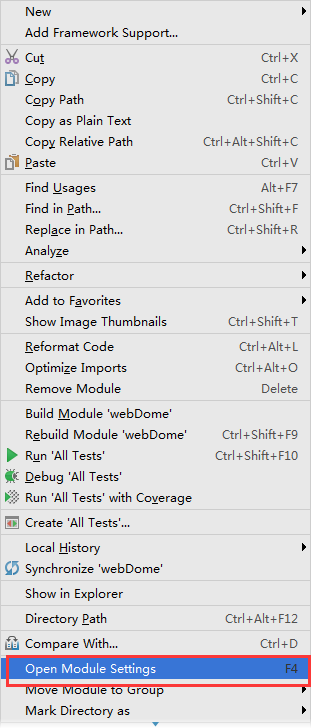 New
Add Framework Support...
Cut Ctrl+X
Copy Ctrl+C
Copy Path Ctrl+Shift+C
Copy as Plain Text
Copy Relative Path Ctrl+Alt+Shift+C
Paste Ctrl+V
Find Usages Alt+F7
Find in Path... Ctrl+Shift+F
Replace in Path... Ctrl+Shift+R
Analyze
Refactor
Add to Favorites
Show Image Thumbnails Ctrl+Shift+T
Reformat Code Ctrl+Alt+L
Optimize Imports Ctrl+Alt+O
Remove Module Delete
Build Module 'webDome'
Rebuild Module 'webDome' Ctrl+Shift+F9
Run 'All Tests' Ctrl+Shift+F10
Debug 'All Tests'
Run 'All Tests' with Coverage
Create 'All Tests'...
Local History
Synchronize 'webDome'
Show in Explorer
Directory Path Ctrl+Alt+F12
Compare With... Ctrl+D
Open Module Settings F4
Move Module to Group
Mark Directory as